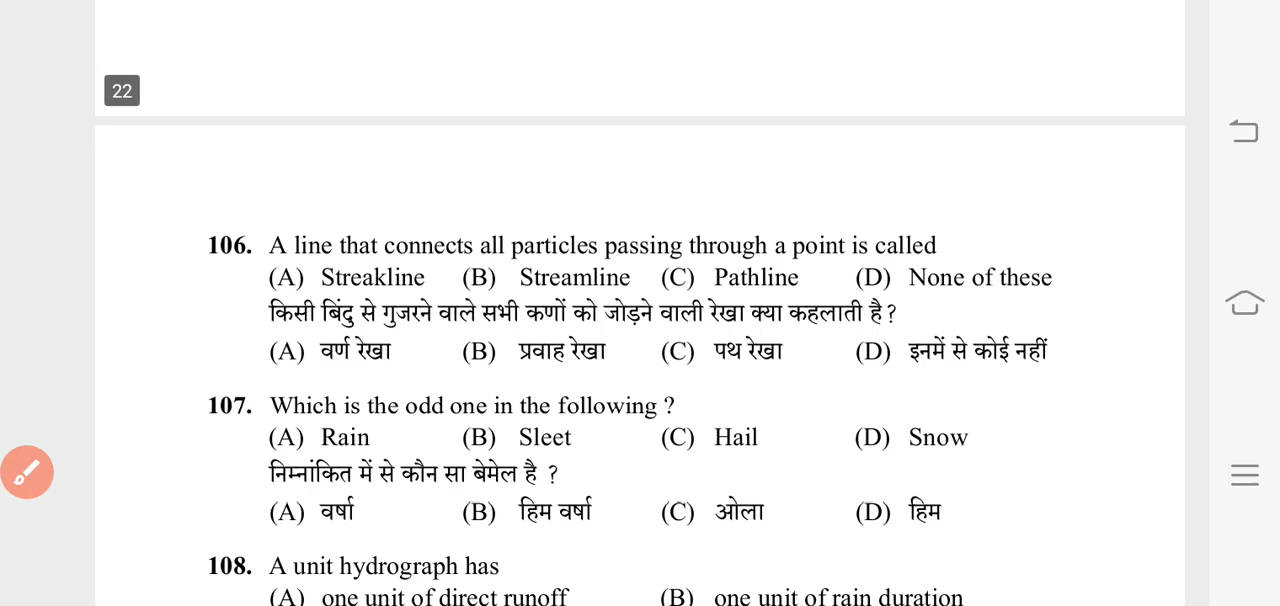 22
106. A line that connects all particles passing through a point is called
(A) Streakline (B) Streamline (C) Pathline (D) None of these
किसी बिंदु से गुजरने वाले सभी कणों को जोड़ने वाली रेखा क्या कहलाती है ?
(A) वर्ण रेखा (B) प्रवाह रेखा (C) पथ रेखा (D) इनमें से कोई नहीं
107. Which is the odd one in the following ?
(A) Rain (B) Sleet (C) Hail (D) Snow
निम्नांकित में से कौन सा बेमेल है ?
(A) वर्षा (B) हिम वर्षा (C) ओला (D) हिम
108. A unit hydrograph has
(A) one unit of direct runoff (B) one unit of rain duration